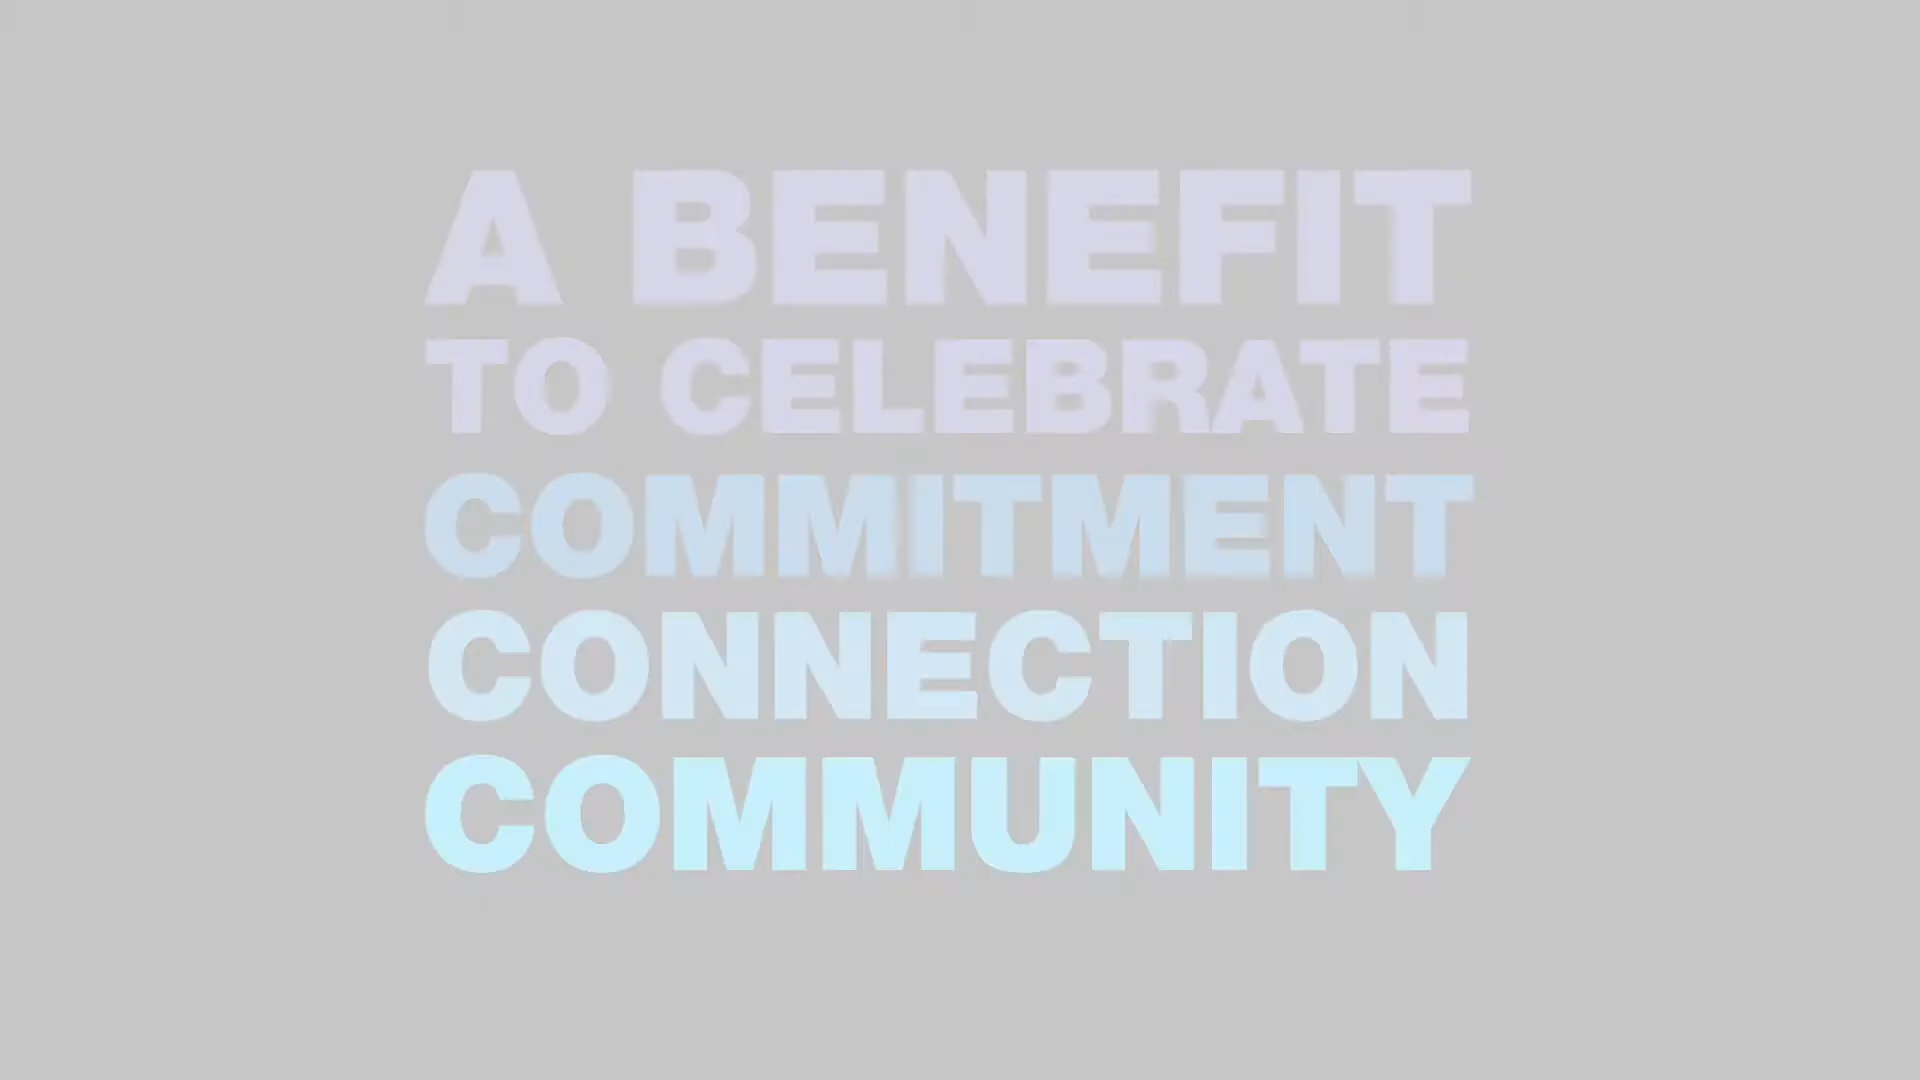 A BENEFIT
TO CELEBRATE
COMMITMENT
CONNECTION
COMMUNITY